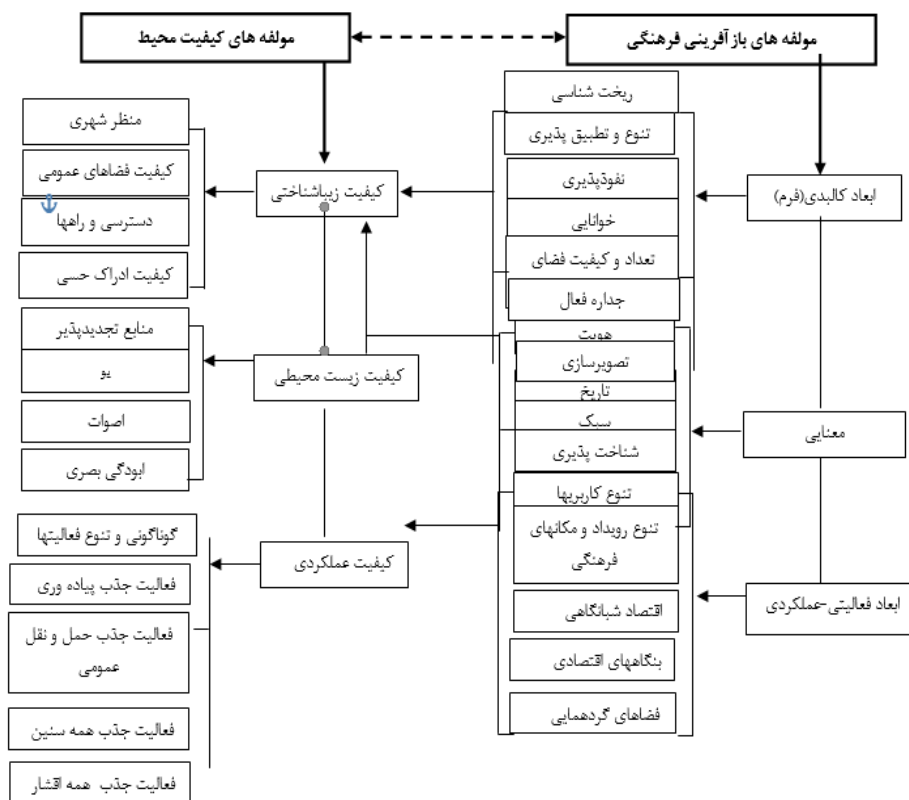 مولفه های باز آفرینی فرهنگی
مولفه های کیفیت محیط
ابعاد کالبدی(فرم)
معنایی
ابعاد فعالیتی-عملکردی
ریخت شناسی
تنوع و تطبیق پذیری
نفوذپذیری
خوانایی
تعداد و کیفیت فضای
جداره فعال
هویت
تصویرسازی
تاریخ
سبک
شناخت پذیری
تنوع کاربریها
تنوع رویداد و مکانهای
فرهنگی
اقتصاد شبانگاهی
بنگاههای اقتصادی
فضاهای گردهمایی
کیفیت زیباشناختی
کیفیت زیست محیطی
کیفیت عملکردی
منظر شهری
کیفیت فضاهای عمومی
دسترسی و راهها
کیفیت ادراک حسی
منابع تجدیدپذیر
بو
اصوات
ابودگی بصری
گوناگونی و تنوع فعالیتها
فعالیت جذب پیاده وری
فعالیت جذب حمل و نقل
عمومی
فعالیت جذب همه سنین
فعالیت جذب همه اقشار